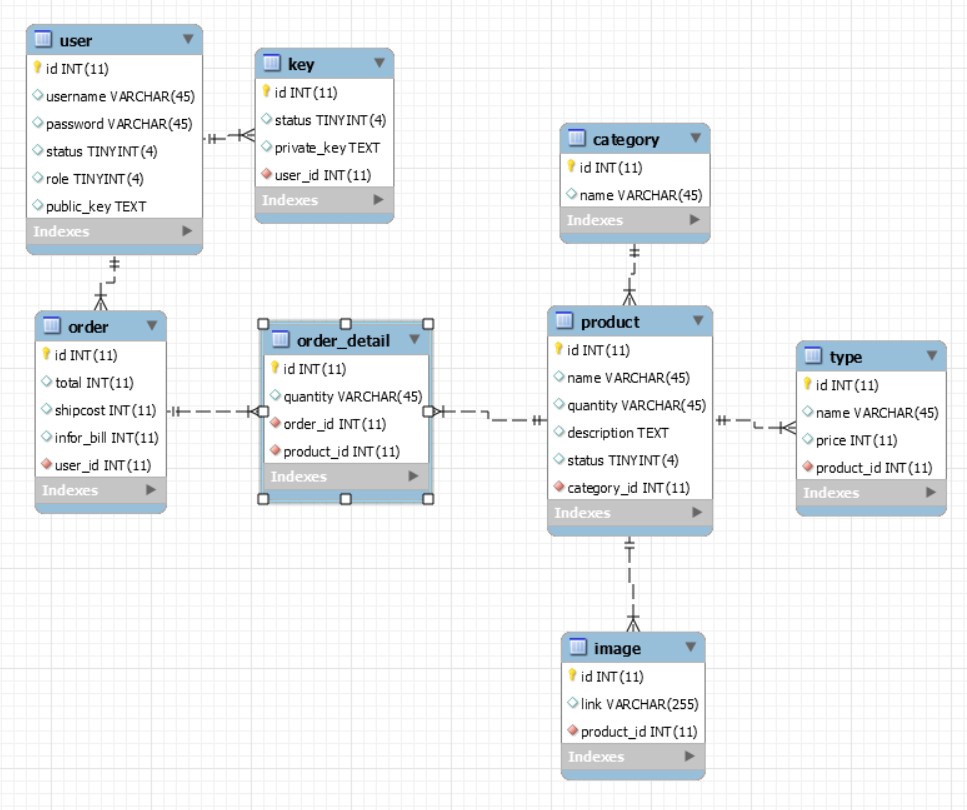 user
id INT(11)
username VARCHAR(45)
password VARCHAR(45)
status TINYINT(4)
role TINYINT(4)
public_key TEXT
Indexes
key
id INT(11)
status TINYINT(4)
private_key TEXT
user_id INT(11)
Indexes
category
id INT(11)
name VARCHAR(45)
Indexes
order
id INT(11)
total INT(11)
shipcost INT(11)
infor_bill INT(11)
user_id INT(11)
Indexes
order_detail
id INT(11)
quantity VARCHAR(45)
order_id INT(11)
product_id INT(11)
Indexes
product
id INT(11)
name VARCHAR(45)
quantity VARCHAR(45)
description TEXT
status TINYINT(4)
category_id INT(11)
Indexes
type
id INT(11)
name VARCHAR(45)
price INT(11)
product_id INT(11)
Indexes
image
id INT(11)
link VARCHAR(255)
product_id INT(11)
Indexes